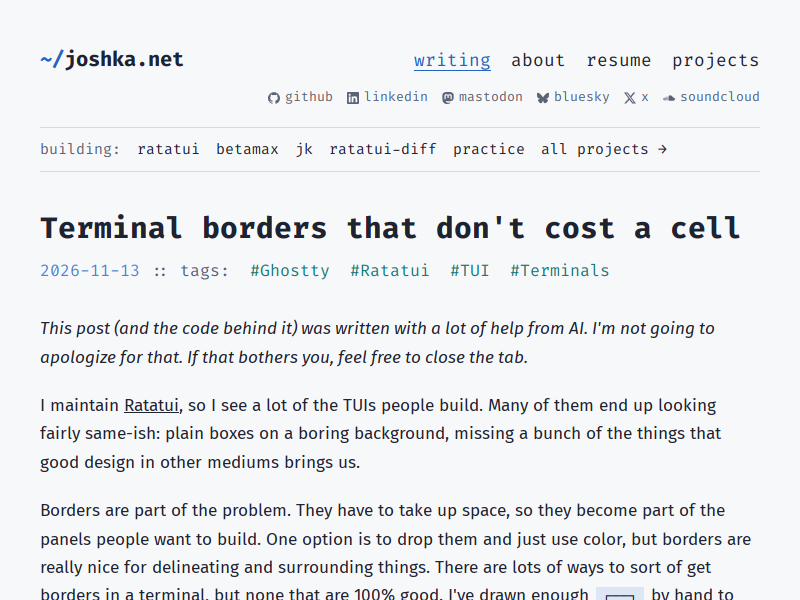 ~/joshka.net
writing about resume projects
github linkedin mastodon bluesky x soundcloud
building: ratatui betamax jk ratatui-diff practice all projects →
Terminal borders that don't cost a cell
2026-11-13 :: tags: #Ghostty #Ratatui #TUI #Terminals
This post (and the code behind it) was written with a lot of help from AI. I'm not going to
apologize for that. If that bothers you, feel free to close the tab.
I maintain Ratatui, so I see a lot of the TUIs people build. Many of them end up looking
fairly same-ish: plain boxes on a boring background, missing a bunch of the things that
good design in other mediums brings us.
Borders are part of the problem. They have to take up space, so they become part of the
panels people want to build. One option is to drop them and just use color, but borders are
really nice for delineating and surrounding things. There are lots of ways to sort of get
borders in a terminal, but none that are 100% good. I've drawn enough by hand to